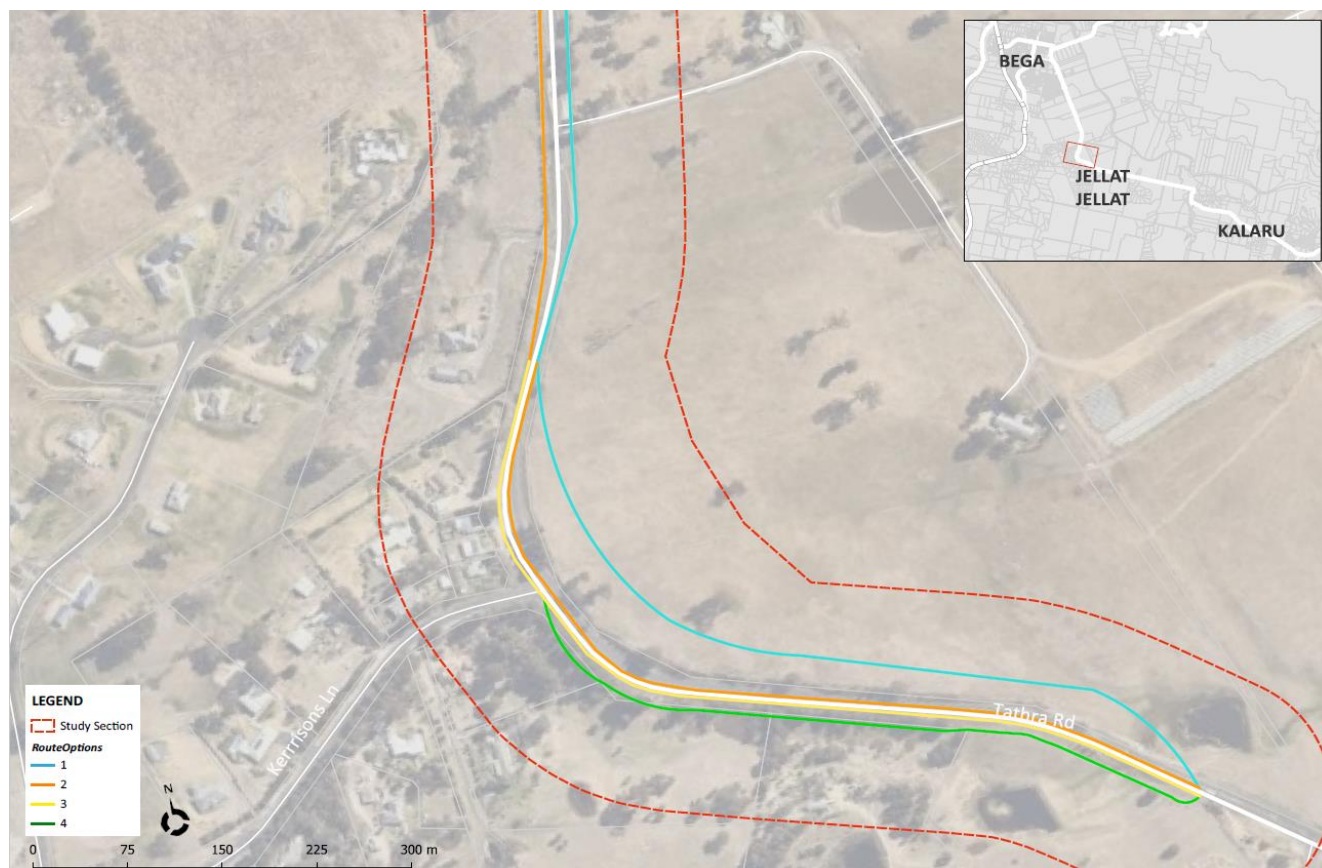 BEGA
JELLAT
JELLAT
KALARU
Tathra Rd
Kerrrisons Ln
LEGEND
Study Section
RouteOptions
1
2
3
4
N
0 75 150 225 300 m